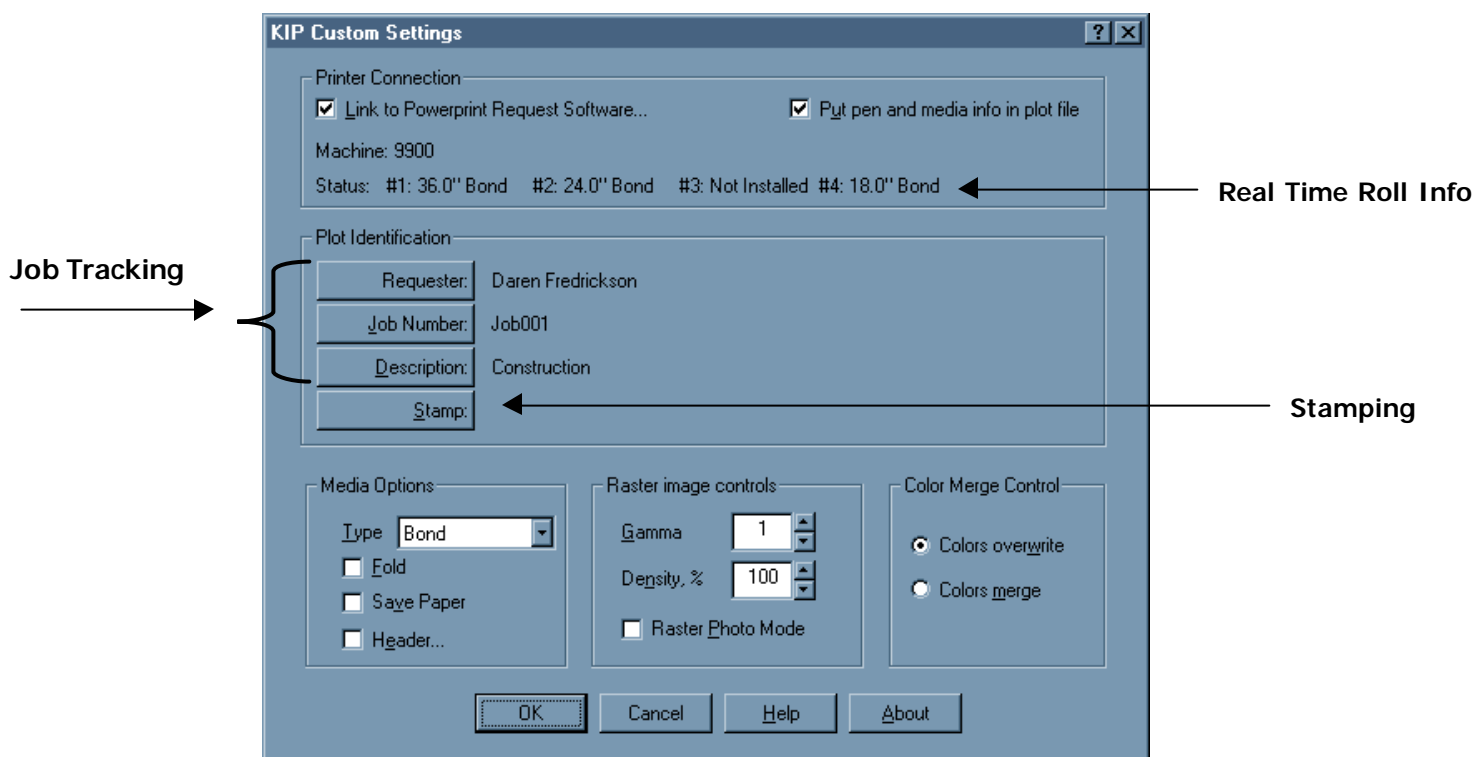 KIP Custom Settings
Printer Connection
Link to Powerprint Request Software... Put pen and media info in plot file
Machine: 9900
Status: #1: 36.0" Bond #2: 24.0" Bond #3: Not Installed #4: 18.0" Bond
Real Time Roll Info
Plot Identification
Job Tracking
Requester: Daren Fredrickson
Job Number: Job001
Description: Construction
Stamp:
Stamping
Media Options
Type Bond
Fold
Save Paper
Header...
Raster image controls
Gamma 1
Density, % 100
Raster Photo Mode
Color Merge Control
Colors overwrite
Colors merge
OK Cancel Help About